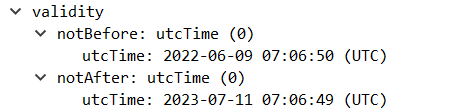 validity
notBefore: utcTime (0)
utcTime: 2022-06-09 07:06:50 (UTC)
notAfter: utcTime (0)
utcTime: 2023-07-11 07:06:49 (UTC)